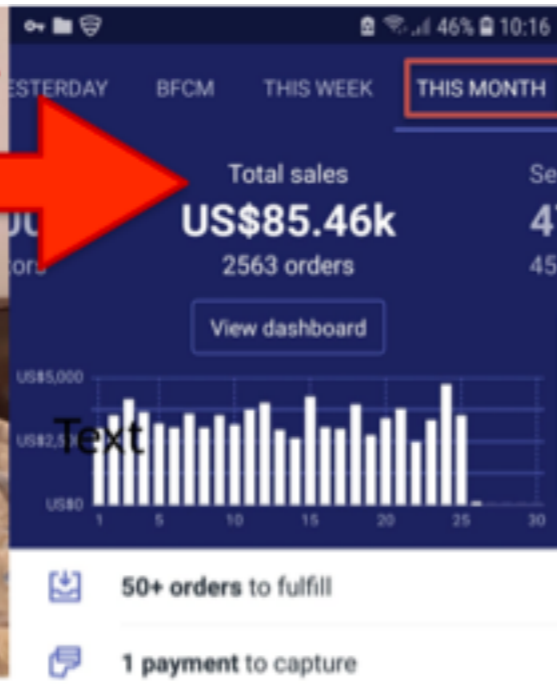 46% 10:16
ESTERDAY BFCM THIS WEEK THIS MONTH
Total sales
US$85.46k
2563 orders
View dashboard
US$5,000
Text
US$0
1 5 10 15 20 25 30
50+ orders to fulfill
1 payment to capture